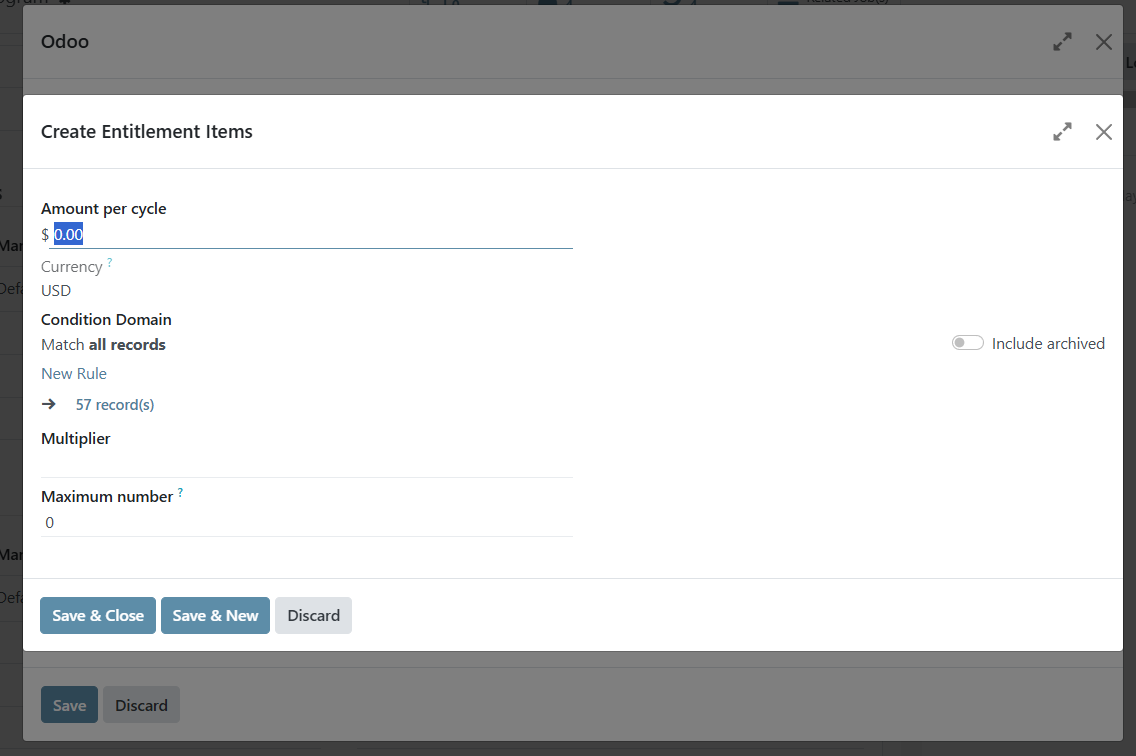 Odoo
Create Entitlement Items
Amount per cycle
$ 0.00
Currency ?
USD
Condition Domain
Match all records
Include archived
New Rule
→ 57 record(s)
Multiplier
Maximum number ?
0
Save & Close
Save & New
Discard
Save
Discard